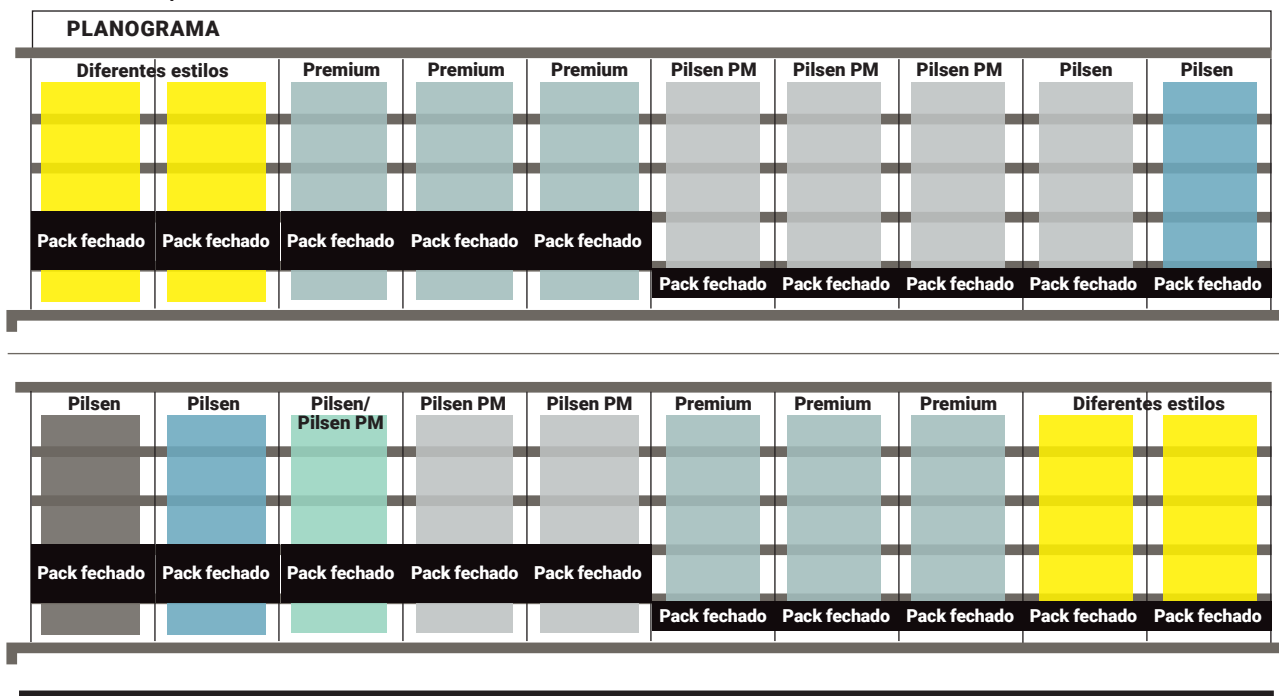 PLANOGRAMA
Diferentes estilos Premium Premium Premium Pilsen PM Pilsen PM Pilsen PM Pilsen Pilsen
Pack fechado Pack fechado Pack fechado Pack fechado Pack fechado
Pack fechado Pack fechado Pack fechado Pack fechado Pack fechado
Pilsen Pilsen Pilsen/ Pilsen PM Pilsen PM Premium Premium Premium Diferentes estilos
Pilsen PM
Pack fechado Pack fechado Pack fechado Pack fechado Pack fechado
Pack fechado Pack fechado Pack fechado Pack fechado Pack fechado